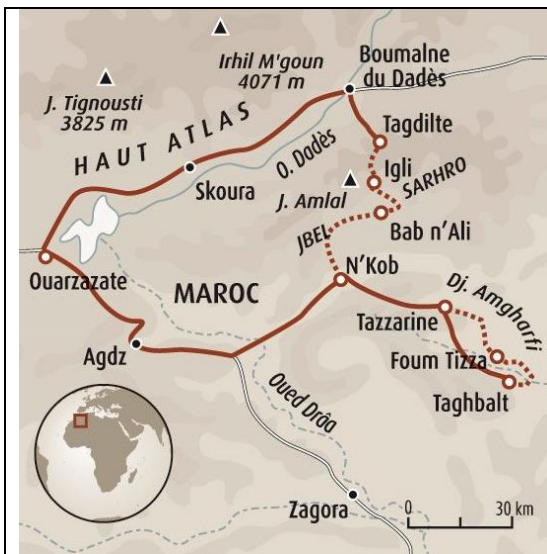 Irhil M'goun
4071 m
Boumalne
du Dadès
J. Tignousti
3825 m
HAUT ATLAS
Tagdilte
O. Dadès
Igli
SARHRO
Skoura
J. Amlal
JBEL
Bab n'Ali
Ouarzazate
MAROC
N'Kob
Dj. Amgharfi
Tazzarine
Agdz
Foum Tizza
Oued Drâa
Taghbalt
Zagora
0
30 km